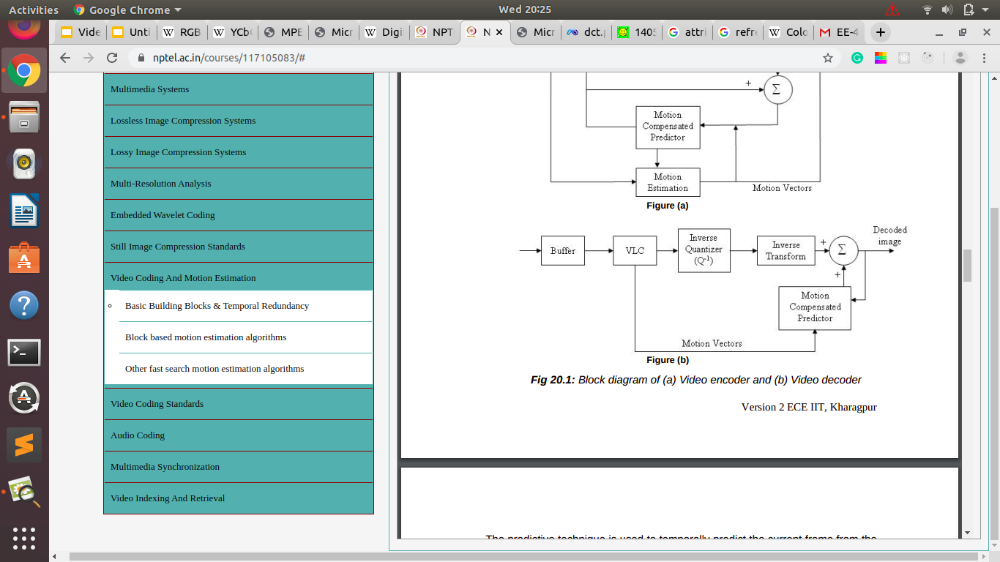 Activities
Google Chrome
Wed 20:25
Vide
Unti
RGB
YCb
MPE
Micr
Digi
NPT
N
Micr
dct.
1405
attri
refr
Colo
EE-4
nptel.ac.in/courses/117105083/#
Multimedia Systems
Lossless Image Compression Systems
Lossy Image Compression Systems
Multi-Resolution Analysis
Embedded Wavelet Coding
Still Image Compression Standards
Video Coding And Motion Estimation
Basic Building Blocks & Temporal Redundancy
Block based motion estimation algorithms
Other fast search motion estimation algorithms
Video Coding Standards
Audio Coding
Multimedia Synchronization
Video Indexing And Retrieval
+
Σ
Motion
Compensated
Predictor
Motion
Estimation
Motion Vectors
Figure (a)
Buffer
VLC
Inverse
Quantizer
(Q⁻¹)
Inverse
Transform
+
Σ
Decoded
image
+
Motion
Compensated
Predictor
Motion Vectors
Figure (b)
Fig 20.1: Block diagram of (a) Video encoder and (b) Video decoder
Version 2 ECE IIT, Kharagpur
The predictive technique is used to temporally predict the current frame from the